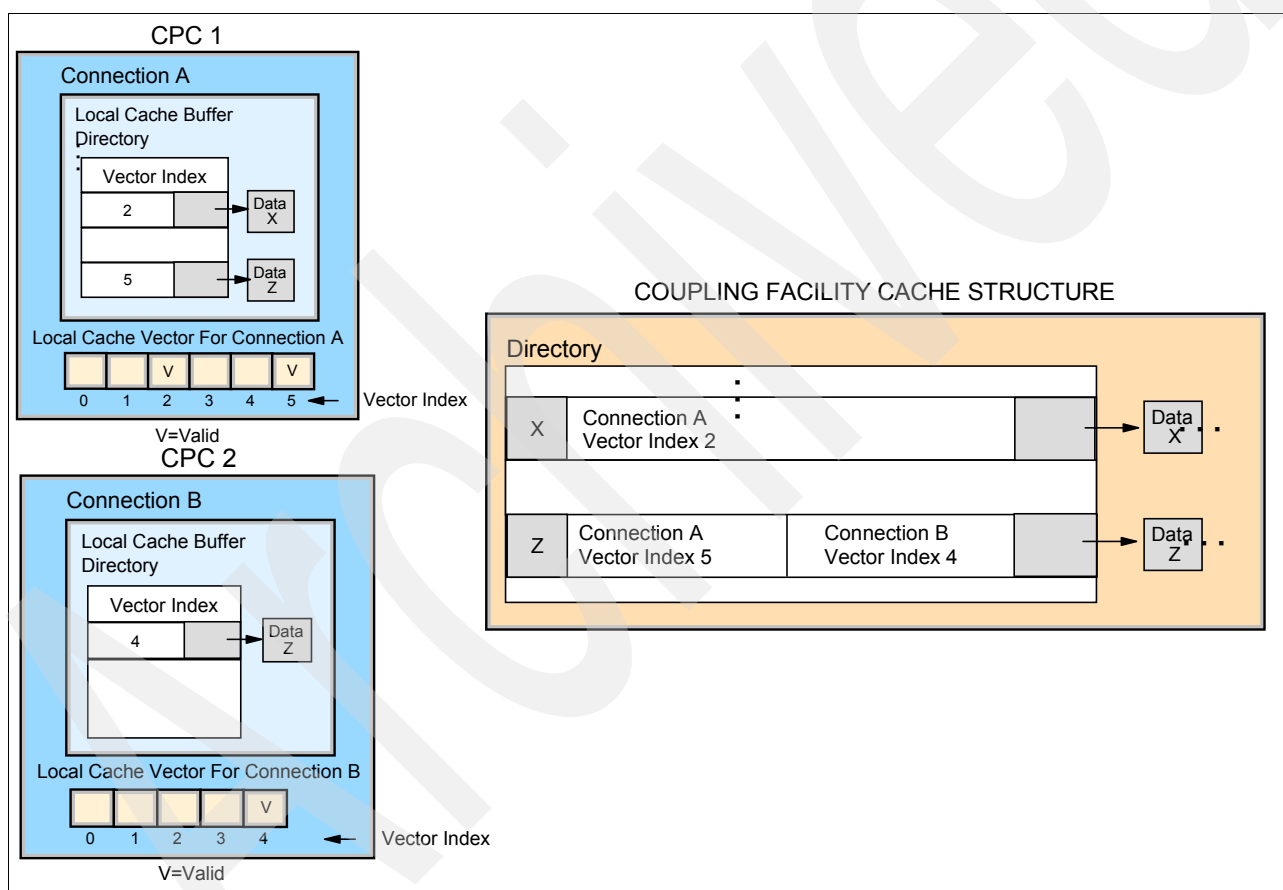 CPC 1
Connection A
Local Cache Buffer
Directory
Vector Index
2
Data
X
5
Data
Z
Local Cache Vector For Connection A
V V
0 1 2 3 4 5
Vector Index
V=Valid
CPC 2
Connection B
Local Cache Buffer
Directory
Vector Index
4
Data
Z
Local Cache Vector For Connection B
V
0 1 2 3 4
Vector Index
V=Valid
COUPLING FACILITY CACHE STRUCTURE
Directory
X
Connection A
Vector Index 2
Data
X
Z
Connection A
Vector Index 5
Connection B
Vector Index 4
Data
Z
Archived